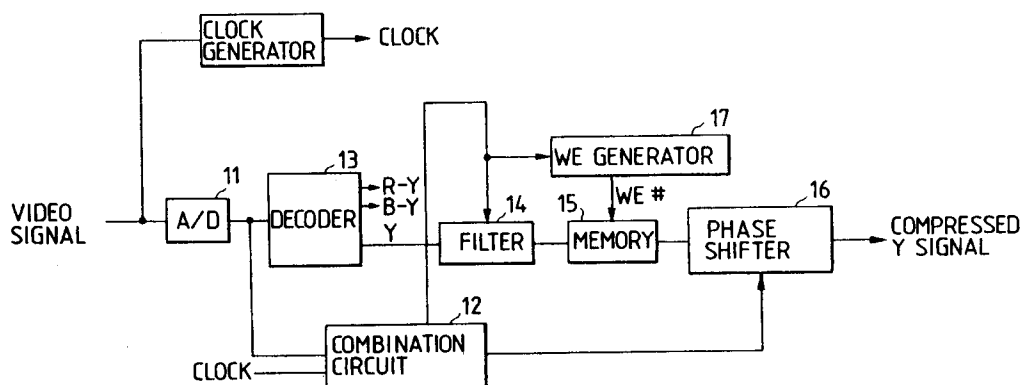 CLOCK
GENERATOR
CLOCK
17
WE GENERATOR
13
11
R-Y
B-Y
Y
WE #
14
15
16
VIDEO
SIGNAL
A/D
DECODER
FILTER
MEMORY
PHASE
SHIFTER
COMPRESSED
Y SIGNAL
12
COMBINATION
CIRCUIT
CLOCK